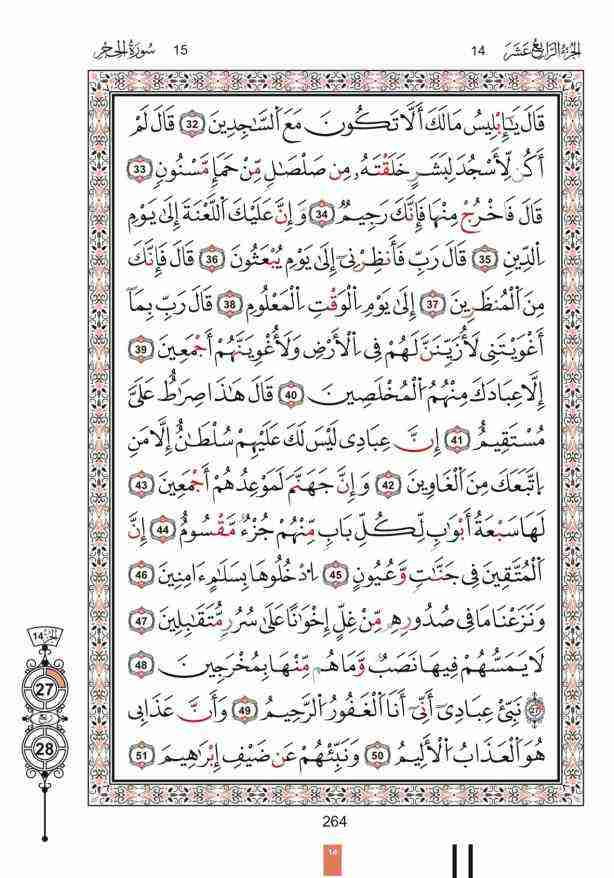 الجزء الرابع عشر 14 15 سورة الحجر
قَالَ يَٰٓإِبْلِيسُ مَالَكَ أَلَّا تَكُونَ مَعَ ٱلسَّٰجِدِينَ 32 قَالَ لَمْ
أَكُن لِّأَسْجُدَ لِبَشَرٍ خَلَقْتَهُۥ مِن صَلْصَٰلٍ مِّنْ حَمَإٍ مَّسْنُونٍ 33
قَالَ فَٱخْرُجْ مِنْهَا فَإِنَّكَ رَجِيمٌ 34 وَإِنَّ عَلَيْكَ ٱللَّعْنَةَ إِلَىٰ يَوْمِ
ٱلدِّينِ 35 قَالَ رَبِّ فَأَنظِرْنِىٓ إِلَىٰ يَوْمِ يُبْعَثُونَ 36 قَالَ فَإِنَّكَ
مِنَ ٱلْمُنظَرِينَ 37 إِلَىٰ يَوْمِ ٱلْوَقْتِ ٱلْمَعْلُومِ 38 قَالَ رَبِّ بِمَآ
أَغْوَيْتَنِى لَأُزَيِّنَنَّ لَهُمْ فِى ٱلْأَرْضِ وَلَأُغْوِيَنَّهُمْ أَجْمَعِينَ 39
إِلَّا عِبَادَكَ مِنْهُمُ ٱلْمُخْلَصِينَ 40 قَالَ هَٰذَا صِرَٰطٌ عَلَىَّ
مُسْتَقِيمٌ 41 إِنَّ عِبَادِى لَيْسَ لَكَ عَلَيْهِمْ سُلْطَٰنٌ إِلَّا مَنِ
ٱتَّبَعَكَ مِنَ ٱلْغَاوِينَ 42 وَإِنَّ جَهَنَّمَ لَمَوْعِدُهُمْ أَجْمَعِينَ 43
لَهَا سَبْعَةُ أَبْوَٰبٍ لِّكُلِّ بَابٍ مِّنْهُمْ جُزْءٌ مَّقْسُومٌ 44 إِنَّ
ٱلْمُتَّقِينَ فِى جَنَّٰتٍ وَعُيُونٍ 45 ٱدْخُلُوهَا بِسَلَٰمٍ ءَامِنِينَ 46
وَنَزَعْنَا مَا فِى صُدُورِهِم مِّنْ غِلٍّ إِخْوَٰنًا عَلَىٰ سُرُرٍ مُّتَقَٰبِلِينَ 47
لَا يَمَسُّهُمْ فِيهَا نَصَبٌ وَمَا هُم مِّنْهَا بِمُخْرَجِينَ 48
27 نَبِّئْ عِبَادِىٓ أَنِّىٓ أَنَا ٱلْغَفُورُ ٱلرَّحِيمُ 49 وَأَنَّ عَذَابِى
هُوَ ٱلْعَذَابُ ٱلْأَلِيمُ 50 وَنَبِّئْهُمْ عَن ضَيْفِ إِبْرَٰهِيمَ 51
14
27
28
264
14